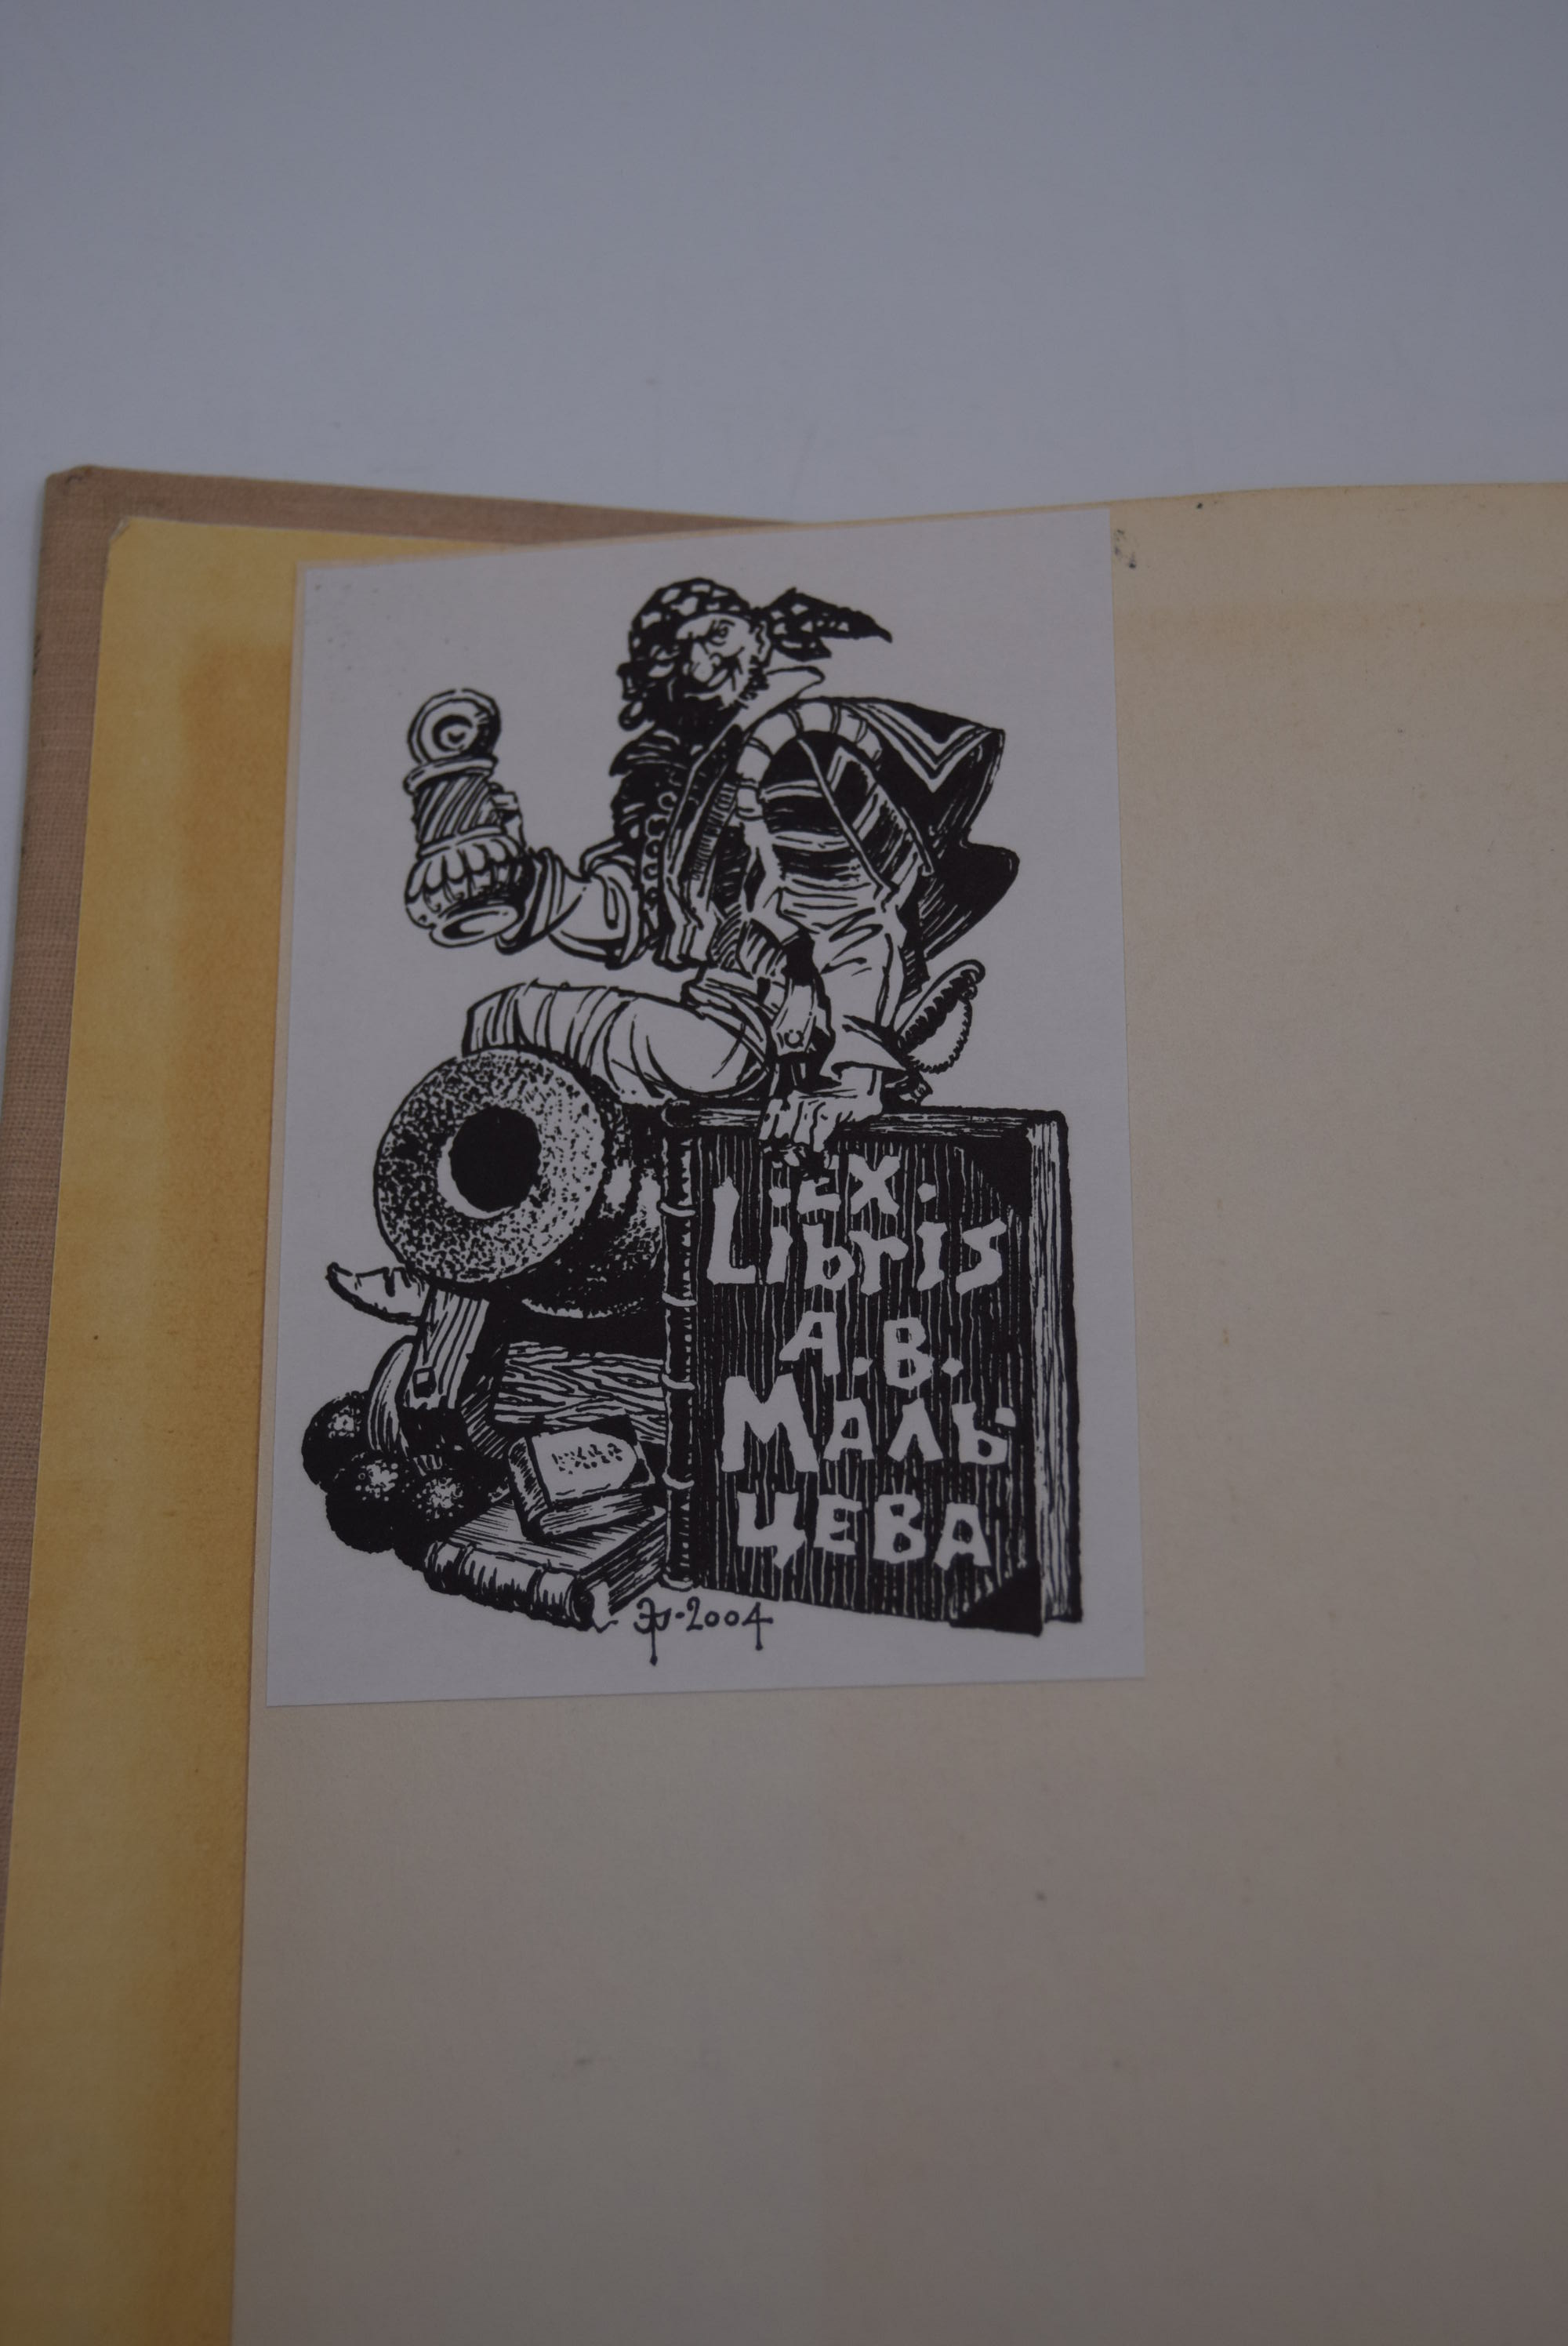 Ex.
Libris
А.В.
Маль
цева
-2004